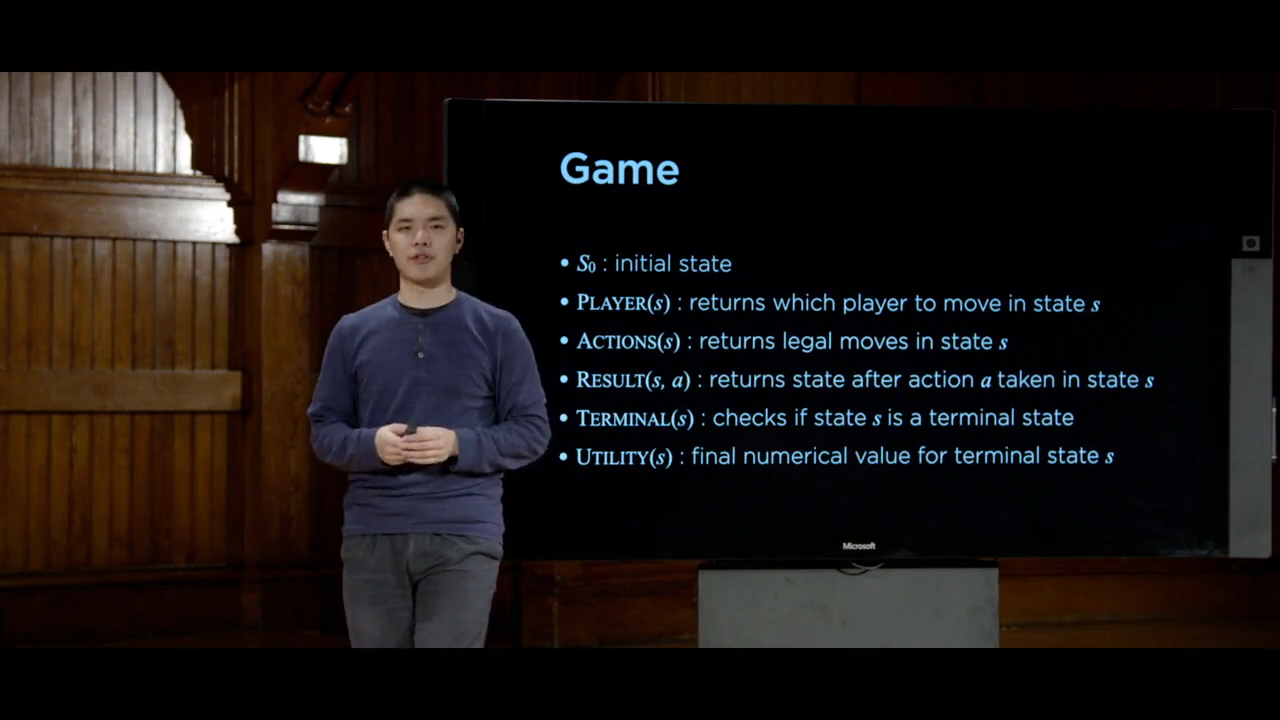 Game
• S₀ : initial state
• PLAYER(s) : returns which player to move in state s
• ACTIONS(s) : returns legal moves in state s
• RESULT(s, a) : returns state after action a taken in state s
• TERMINAL(s) : checks if state s is a terminal state
• UTILITY(s) : final numerical value for terminal state s
Microsoft